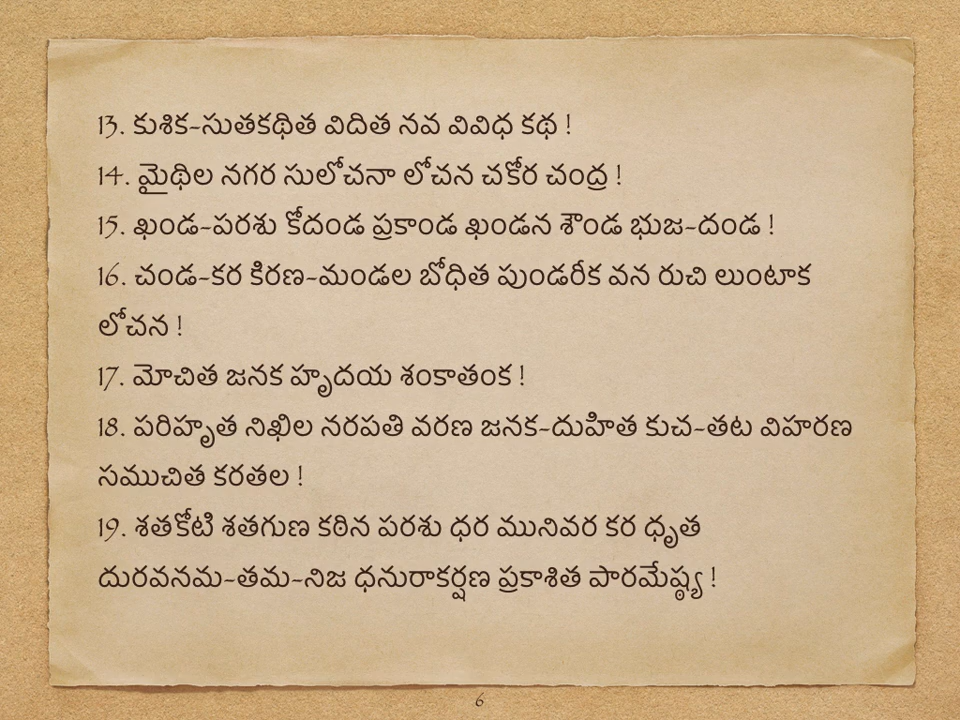 13. కుశిక-సుతకథిత విదిత నవ వివిధ కథ !
14. మైథిల నగర సులోచనా లోచన చకోర చంద్ర !
15. ఖండ-పరశు కోదండ ప్రకాండ ఖండన శౌండ భుజ-దండ !
16. చండ-కర కిరణ-మండల బోధిత పుండరీక వన రుచి లుంటాక
లోచన !
17. మోచిత జనక హృదయ శంకాతంక !
18. పరిహృత నిఖిల నరపతి వరణ జనక-దుహిత కుచ-తట విహరణ
సముచిత కరతల !
19. శతకోటి శతగుణ కఠిన పరశు ధర మునివర కర ధృత
దురవనమ-తమ-నిజ ధనురాకర్షణ ప్రకాశిత పారమేష్ఠ్య !
6